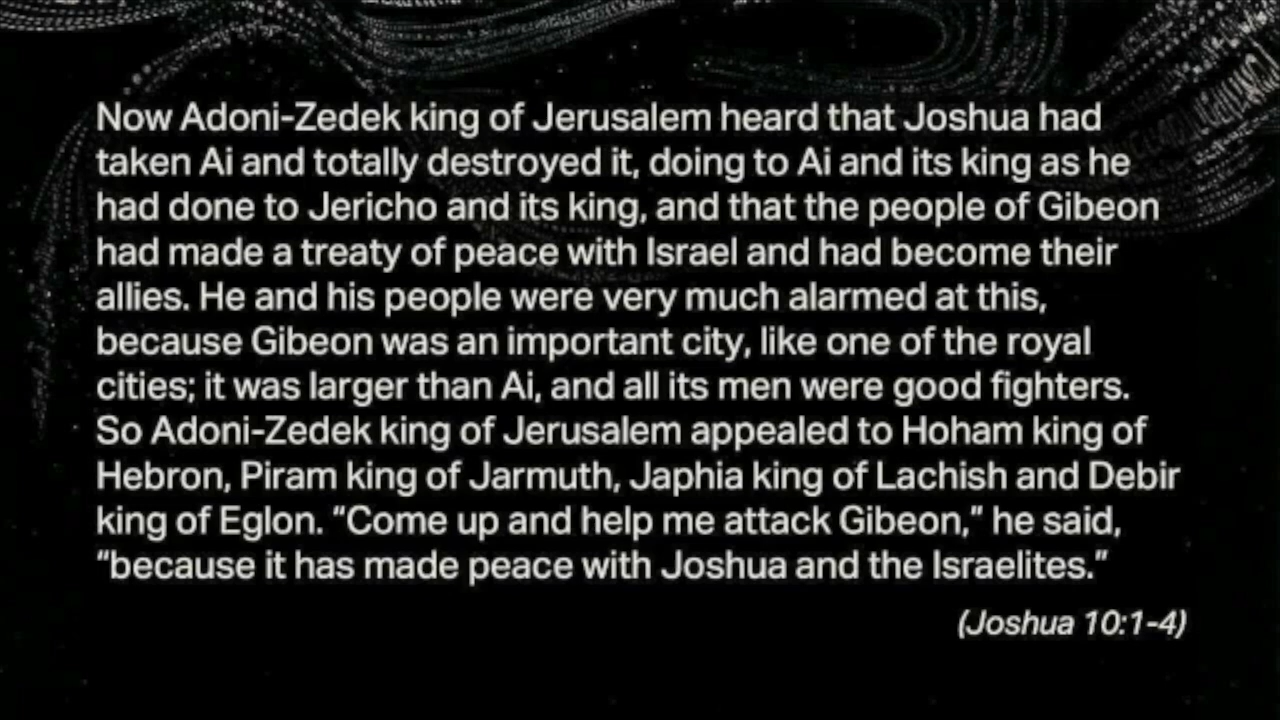 Now Adoni-Zedek king of Jerusalem heard that Joshua had
taken Ai and totally destroyed it, doing to Ai and its king as he
had done to Jericho and its king, and that the people of Gibeon
had made a treaty of peace with Israel and had become their
allies. He and his people were very much alarmed at this,
because Gibeon was an important city, like one of the royal
cities; it was larger than Ai, and all its men were good fighters.
So Adoni-Zedek king of Jerusalem appealed to Hoham king of
Hebron, Piram king of Jarmuth, Japhia king of Lachish and Debir
king of Eglon. “Come up and help me attack Gibeon,” he said,
“because it has made peace with Joshua and the Israelites.”
(Joshua 10:1-4)